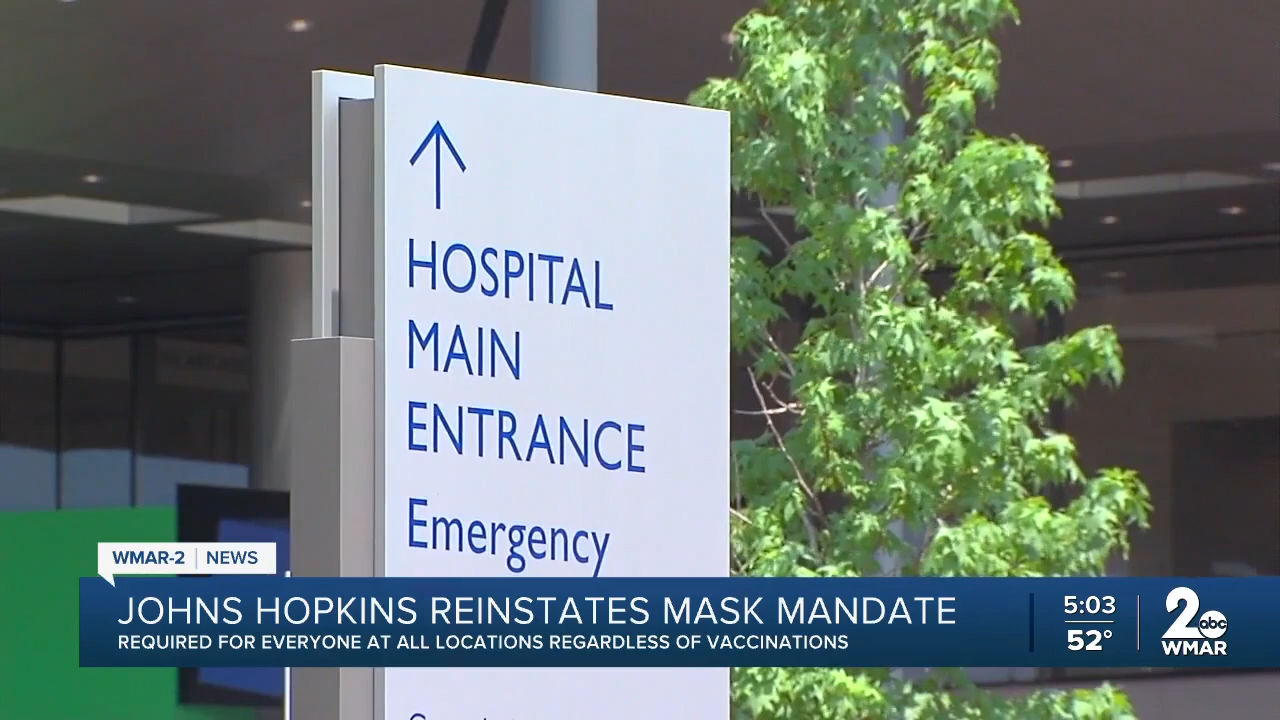 HOSPITAL
MAIN
ENTRANCE
Emergency
WMAR-2 | NEWS
JOHNS HOPKINS REINSTATES MASK MANDATE
REQUIRED FOR EVERYONE AT ALL LOCATIONS REGARDLESS OF VACCINATIONS
5:03
52°
2 abc
WMAR